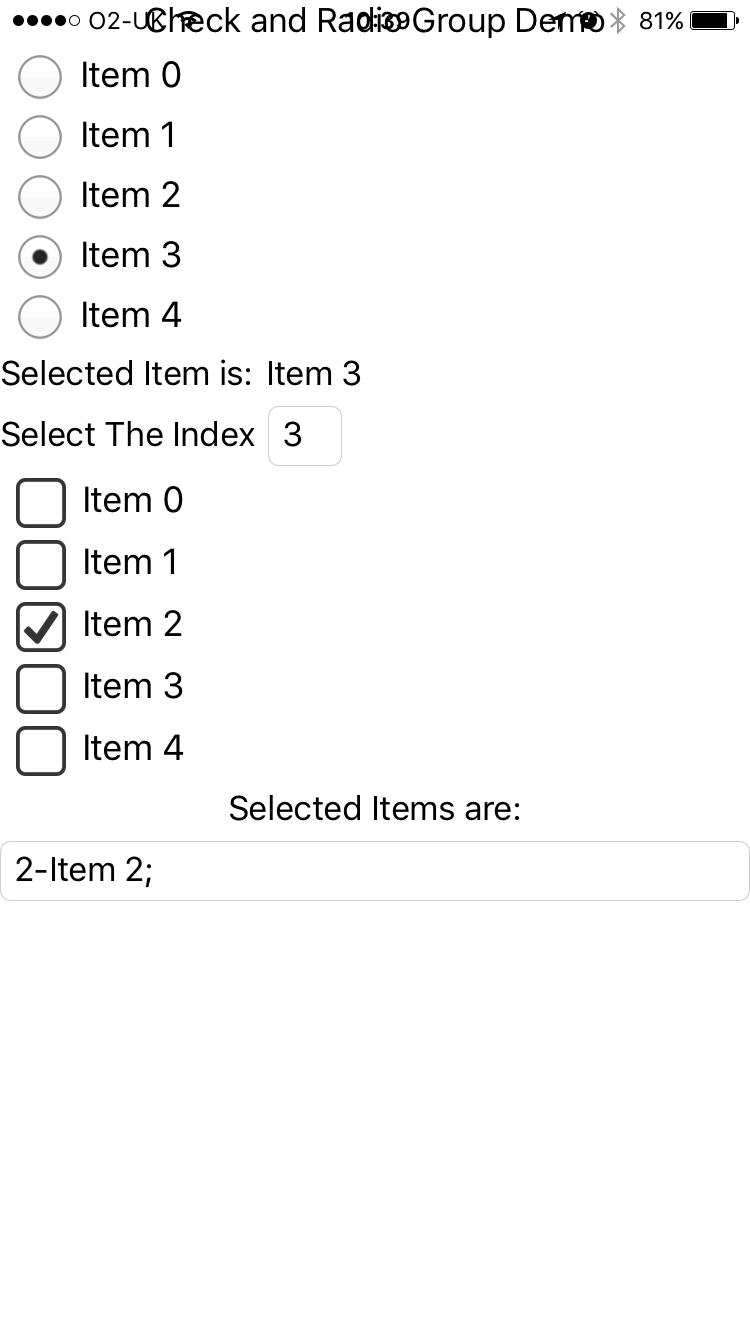 O2-UK 10:39 81%
Check and Radio Group Demo
Item 0
Item 1
Item 2
Item 3
Item 4
Selected Item is: Item 3
Select The Index 3
Item 0
Item 1
Item 2
Item 3
Item 4
Selected Items are:
2-Item 2;